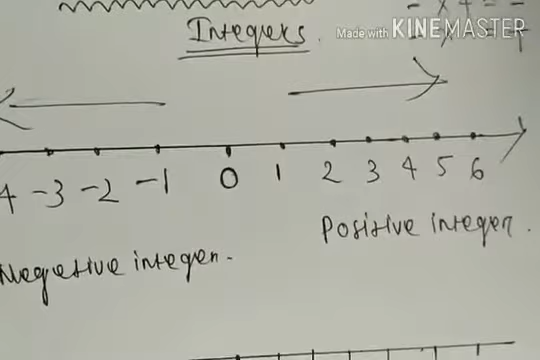 Integers
Made with KINEMASTER
4 -3 -2 -1 0 1 2 3 4 5 6
Positive integer.
Negative integer.